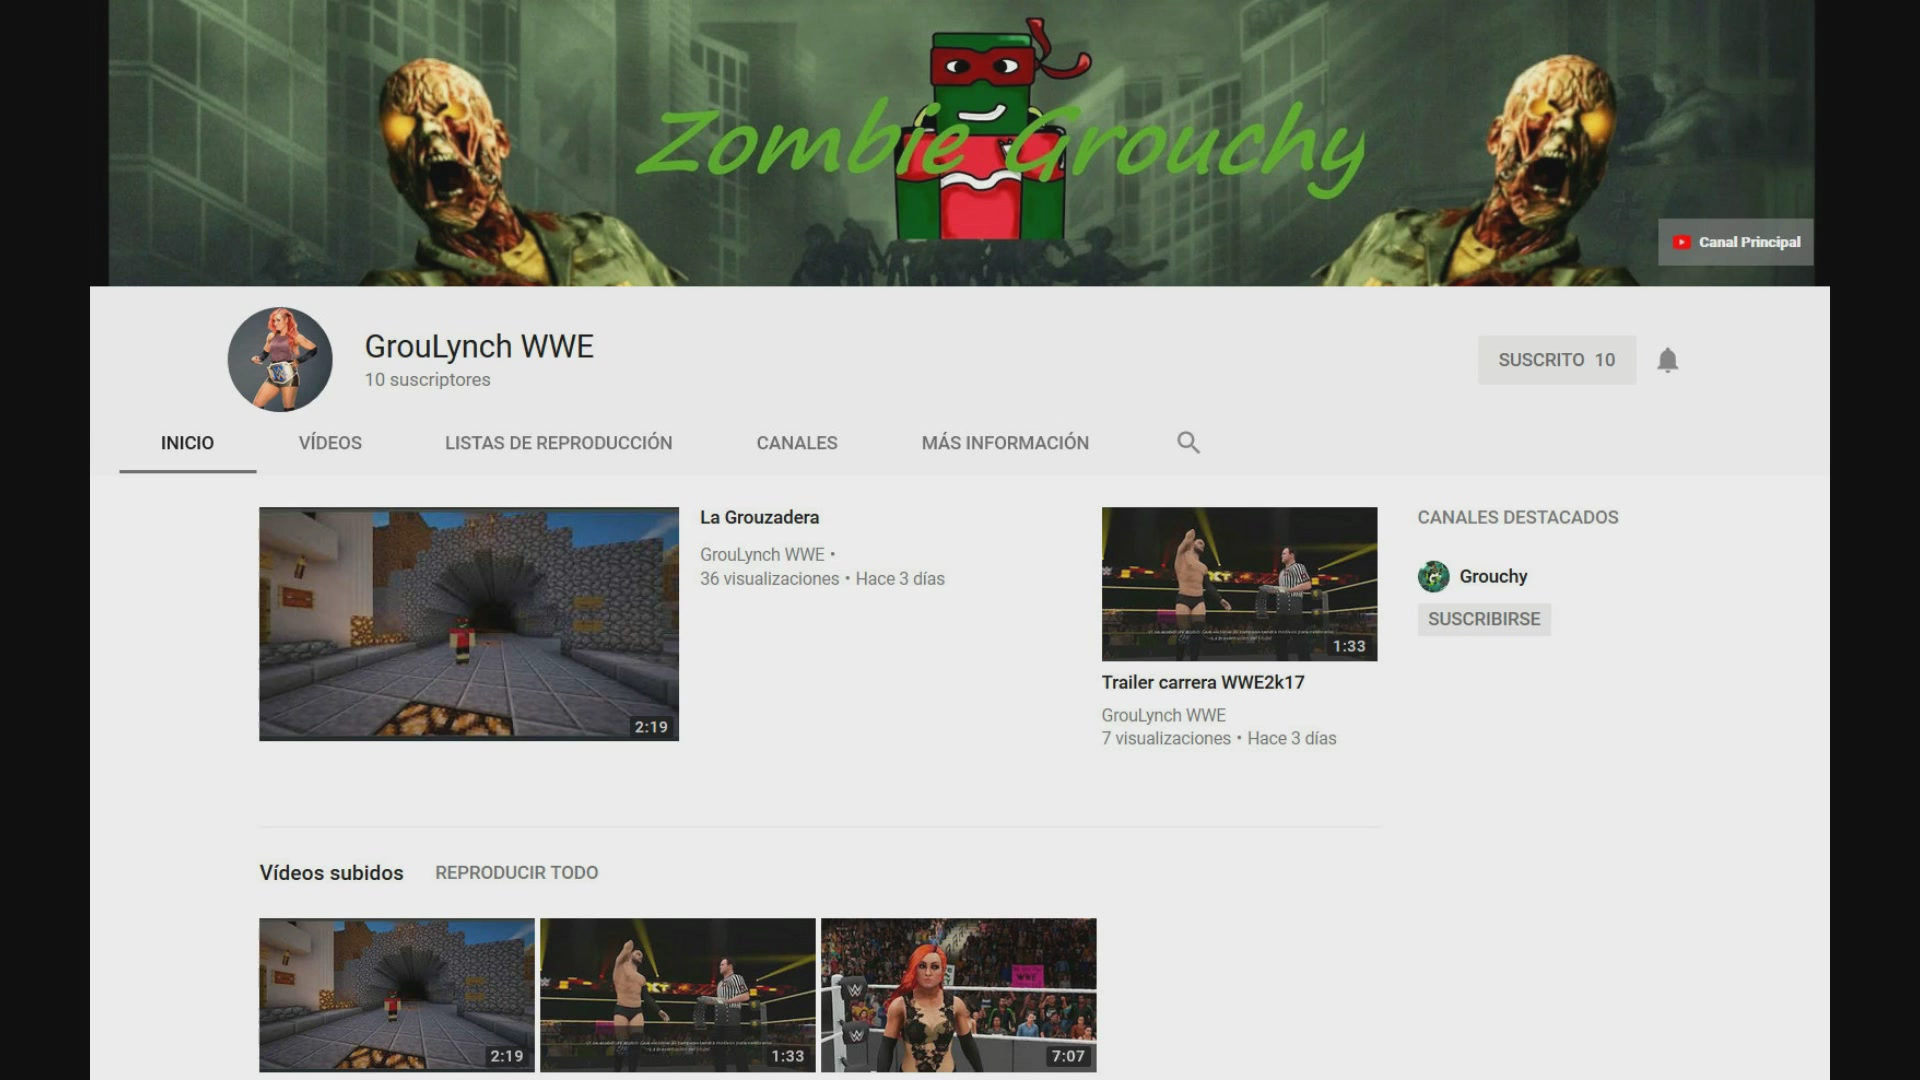 Zombie Grouchy
Canal Principal
GrouLynch WWE
10 suscriptores
SUSCRITO 10
INICIO
VÍDEOS
LISTAS DE REPRODUCCIÓN
CANALES
MÁS INFORMACIÓN
2:19
La Grouzadera
GrouLynch WWE •
36 visualizaciones • Hace 3 días
1:33
Trailer carrera WWE2k17
GrouLynch WWE
7 visualizaciones • Hace 3 días
CANALES DESTACADOS
Grouchy
SUSCRIBIRSE
Vídeos subidos
REPRODUCIR TODO
2:19
1:33
7:07